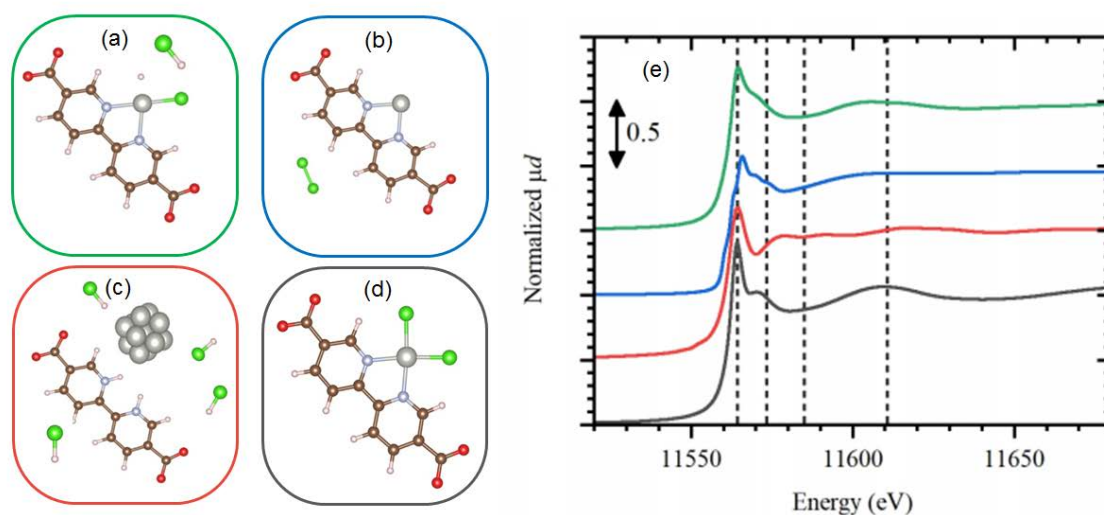 (a)
(b)
(c)
(d)
(e)
0.5
Normalized μd
11550
11600
11650
Energy (eV)